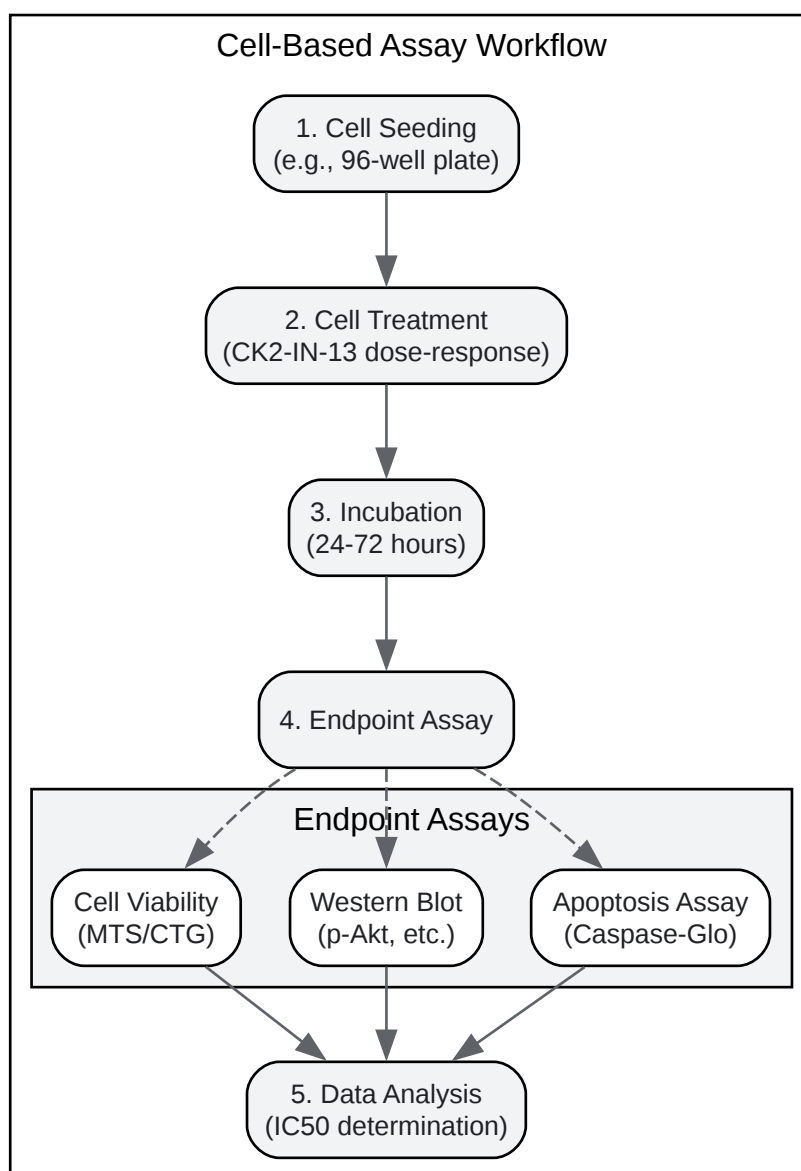 Cell-Based Assay Workflow
1. Cell Seeding
(e.g., 96-well plate)
2. Cell Treatment
(CK2-IN-13 dose-response)
3. Incubation
(24-72 hours)
4. Endpoint Assay
Endpoint Assays
Cell Viability
(MTS/CTG)
Western Blot
(p-Akt, etc.)
Apoptosis Assay
(Caspase-Glo)
5. Data Analysis
(IC50 determination)